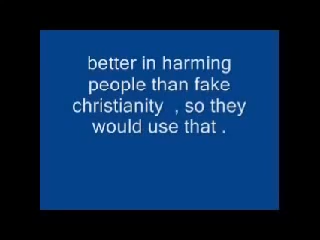 better in harming
people than fake
christianity  , so they
would use that .